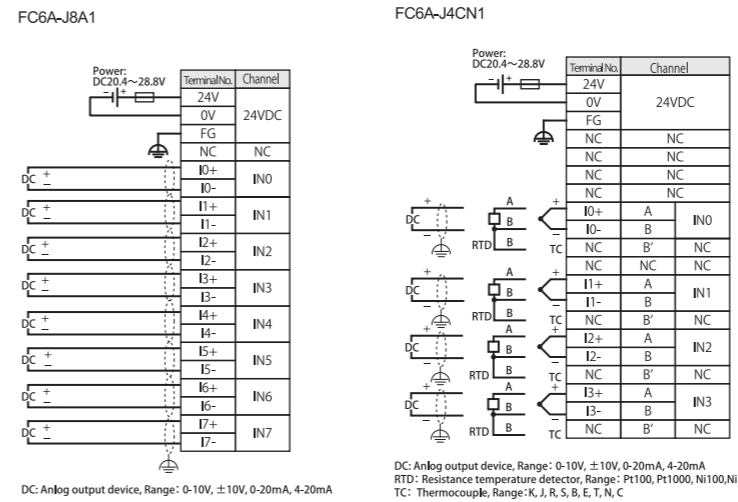 FC6A-J8A1
Power:
DC20.4～28.8V
- +
Terminal No. Channel
24V
0V 24VDC
FG
NC NC
DC + I0+
− I0- IN0
DC + I1+
− I1- IN1
DC + I2+
− I2- IN2
DC + I3+
− I3- IN3
DC + I4+
− I4- IN4
DC + I5+
− I5- IN5
DC + I6+
− I6- IN6
DC + I7+
− I7- IN7
DC: Anlog output device, Range: 0-10V, ±10V, 0-20mA, 4-20mA
FC6A-J4CN1
Power:
DC20.4～28.8V
- +
Terminal No. Channel
24V
0V 24VDC
FG
NC NC
NC NC
NC NC
NC NC
+ A + I0+ A
DC B I0- B IN0
− RTD B − TC NC B' NC
NC NC NC
+ A + I1+ A
DC B I1- B IN1
− RTD B − TC NC B' NC
+ A + I2+ A
DC B I2- B IN2
− RTD B − TC NC B' NC
+ A + I3+ A
DC B I3- B IN3
− RTD B − TC NC B' NC
DC: Anlog output device, Range: 0-10V, ±10V, 0-20mA, 4-20mA
RTD: Resistance temperature detector, Range: Pt100, Pt1000, Ni100,Ni
TC: Thermocouple, Range: K, J, R, S, B, E, T, N, C